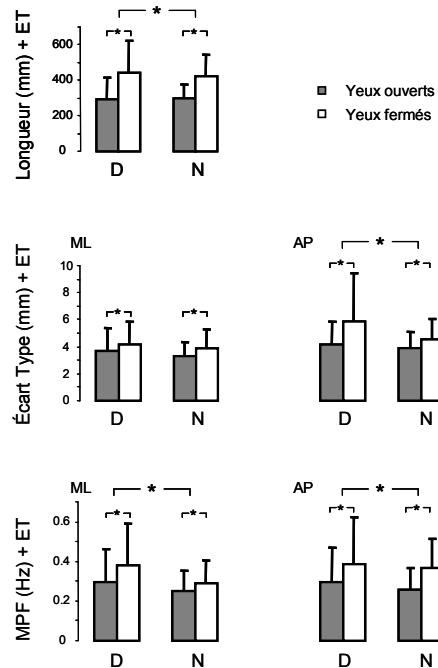 Longueur (mm) + ET
600
400
200
0
*
*
*
D
N
Yeux ouverts
Yeux fermés
Écart Type (mm) + ET
ML
10
8
6
4
2
0
*
*
D
N
AP
*
*
*
D
N
MPF (Hz) + ET
ML
0.6
0.4
0.2
0
*
*
*
D
N
AP
*
*
*
D
N